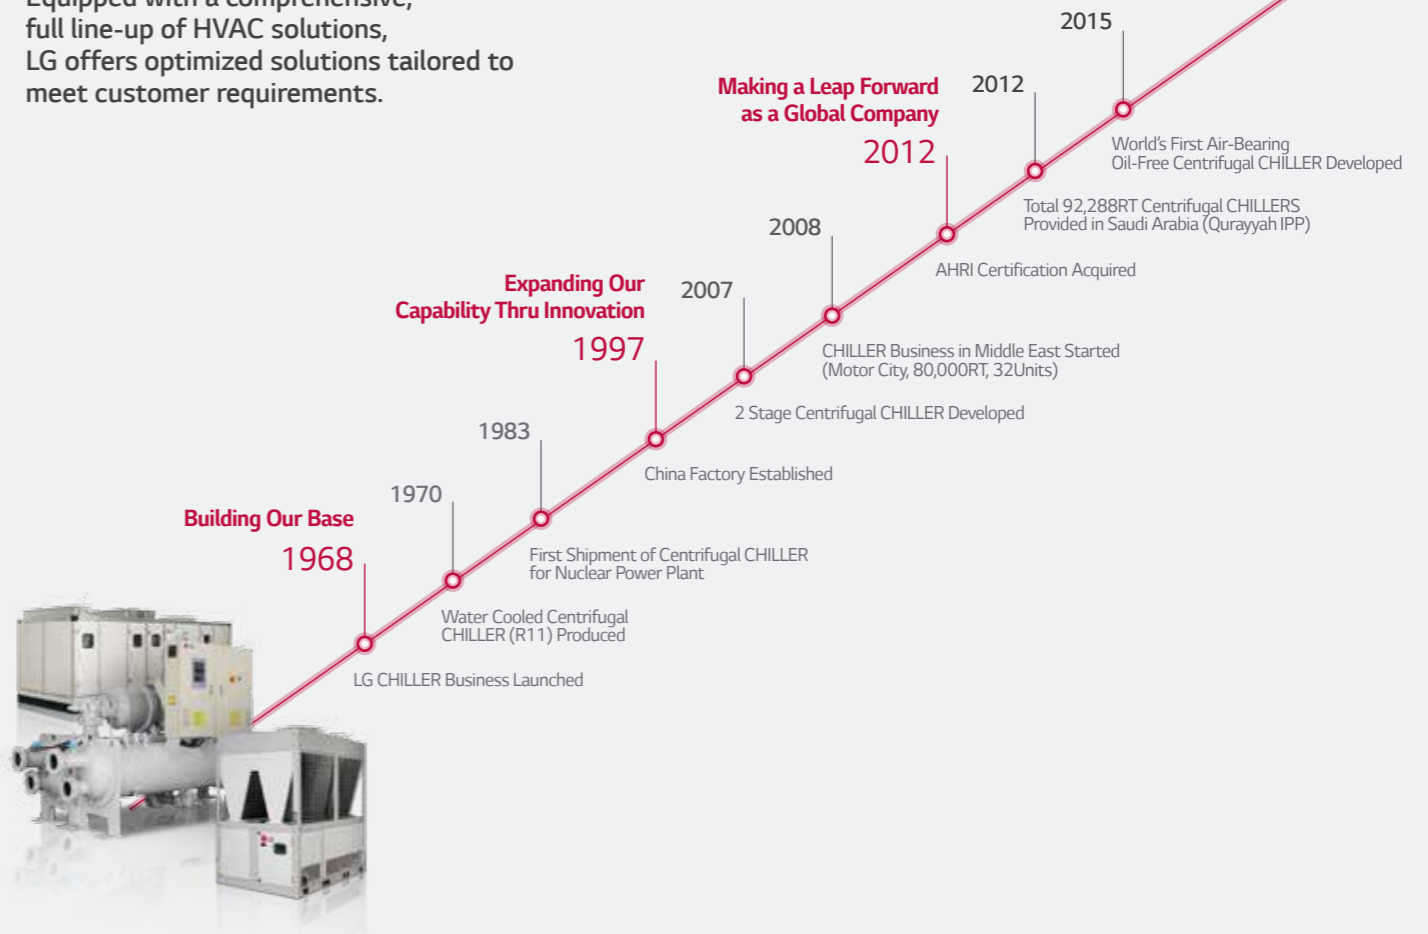 Equipped with a comprehensive,
full line-up of HVAC solutions,
LG offers optimized solutions tailored to
meet customer requirements.
2015
World's First Air-Bearing
Oil-Free Centrifugal CHILLER Developed
Making a Leap Forward
as a Global Company
2012
2012
Total 92,288RT Centrifugal CHILLERS
Provided in Saudi Arabia (Qurayyah IPP)
AHRI Certification Acquired
2008
CHILLER Business in Middle East Started
(Motor City, 80,000RT, 32Units)
Expanding Our
Capability Thru Innovation
1997
2007
2 Stage Centrifugal CHILLER Developed
China Factory Established
1983
First Shipment of Centrifugal CHILLER
for Nuclear Power Plant
1970
Water Cooled Centrifugal
CHILLER (R11) Produced
Building Our Base
1968
LG CHILLER Business Launched